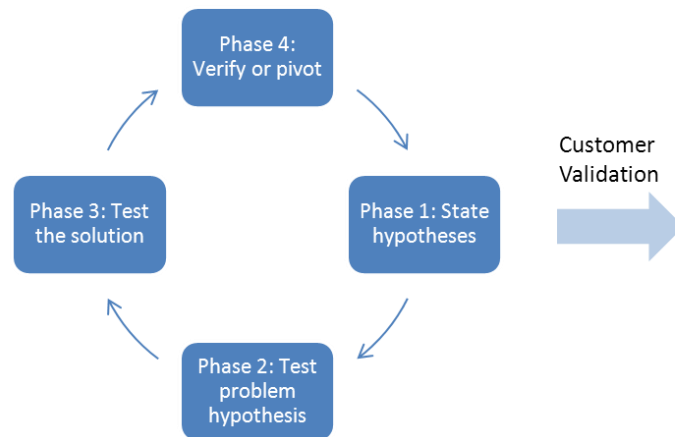 Phase 4:
Verify or pivot
Customer
Validation
Phase 3: Test
the solution
Phase 1: State
hypotheses
Phase 2: Test
problem
hypothesis